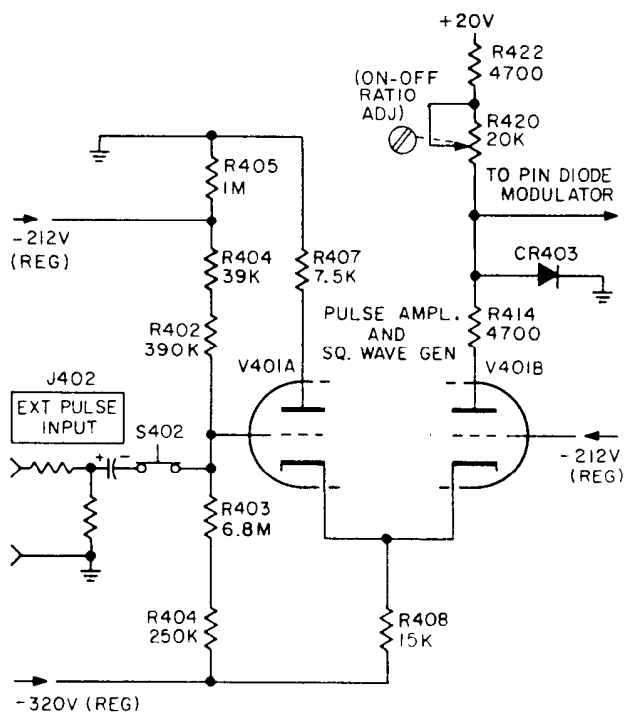 +20V
R422
4700
(ON-OFF
RATIO
ADJ)
R420
20K
TO PIN DIODE
MODULATOR
R405
1M
-212V
(REG)
R404
39K
R407
7.5K
CR403
R402
390K
PULSE AMPL.
AND
SQ. WAVE GEN
R414
4700
V401A
V401B
J402
EXT PULSE
INPUT
S402
+
-
-212V
(REG)
R403
6.8M
R404
250K
R408
15K
-320V (REG)